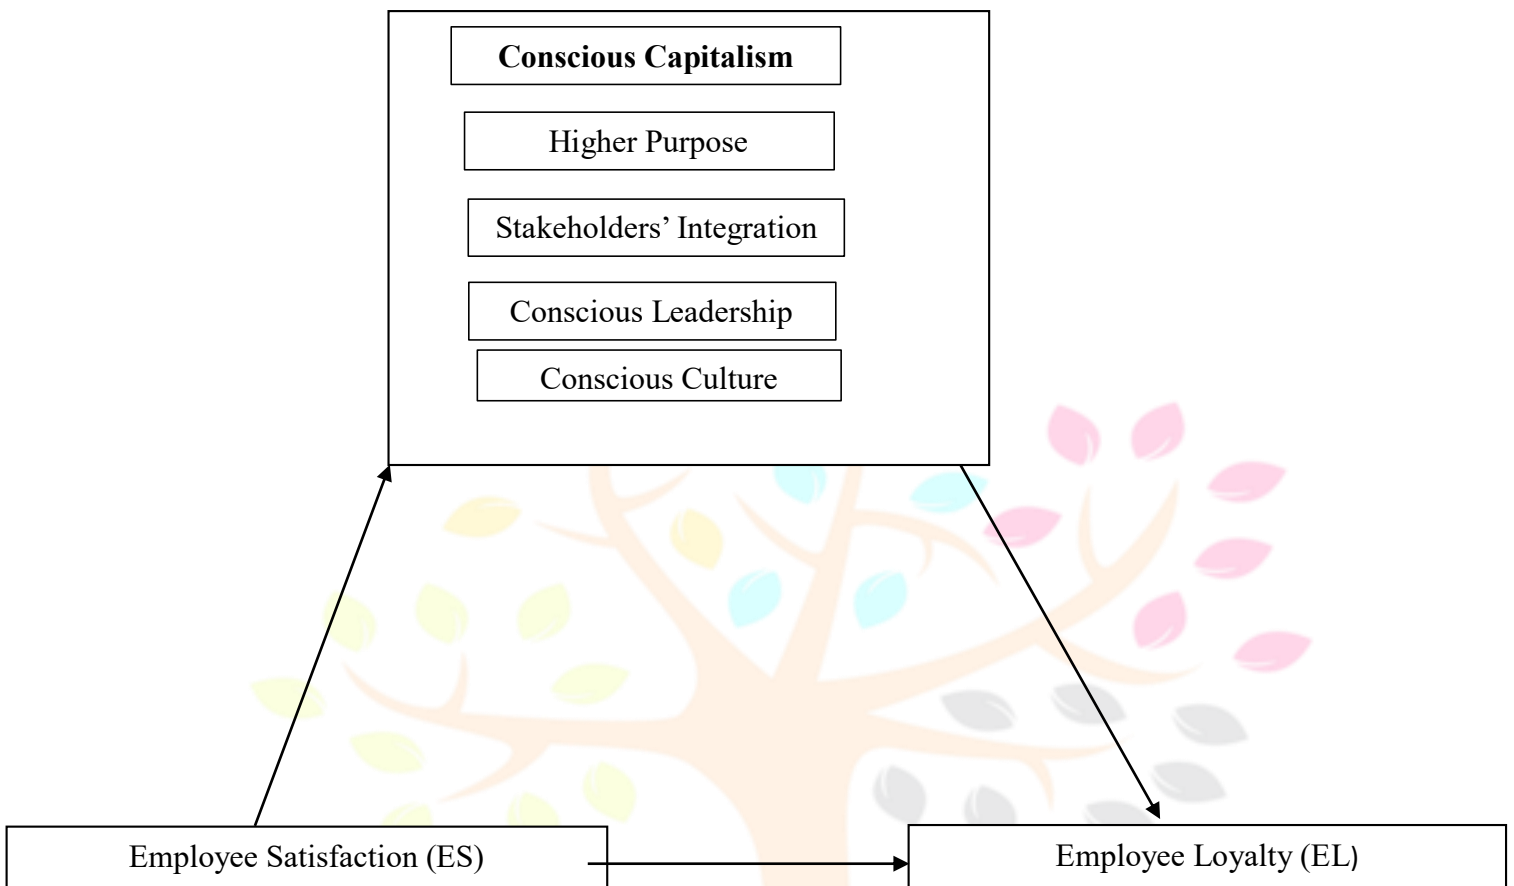 Conscious Capitalism
Higher Purpose
Stakeholders’ Integration
Conscious Leadership
Conscious Culture
Employee Satisfaction (ES)
Employee Loyalty (EL)